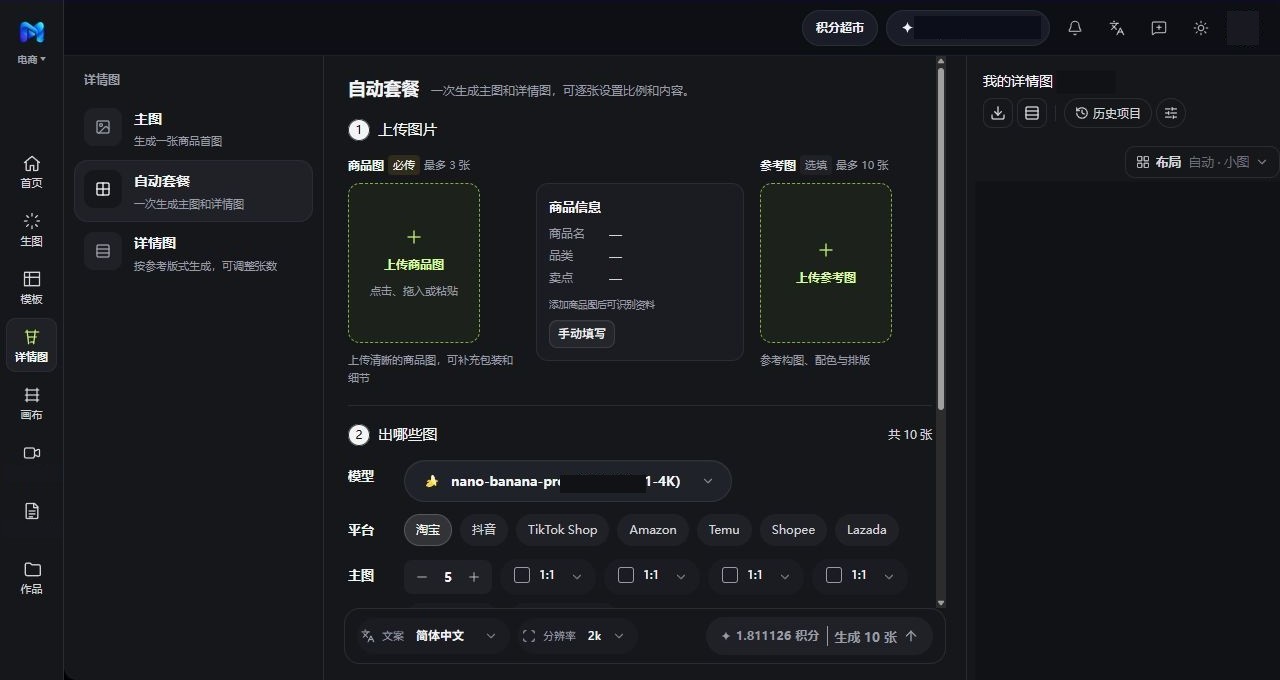 积分超市
电商
首页
生图
模板
详情图
画布
作品
详情图
主图
生成一张商品首图
自动套餐
一次生成主图和详情图
详情图
按参考版式生成，可调整张数
自动套餐 一次生成主图和详情图，可逐张设置比例和内容。
1 上传图片
商品图 必传 最多 3 张
上传商品图
点击、拖入或粘贴
上传清晰的商品图，可补充包装和
细节
商品信息
商品名 —
品类 —
卖点 —
添加商品图后可识别资料
手动填写
参考图 选填 最多 10 张
上传参考图
参考构图、配色与排版
2 出哪些图 共 10 张
模型 nano-banana-pro 1-4K)
平台 淘宝 抖音 TikTok Shop Amazon Temu Shopee Lazada
主图 − 5 + 1:1 1:1 1:1 1:1
文案 简体中文 分辨率 2k 1.811126 积分 生成 10 张
我的详情图
历史项目
布局 自动 · 小图